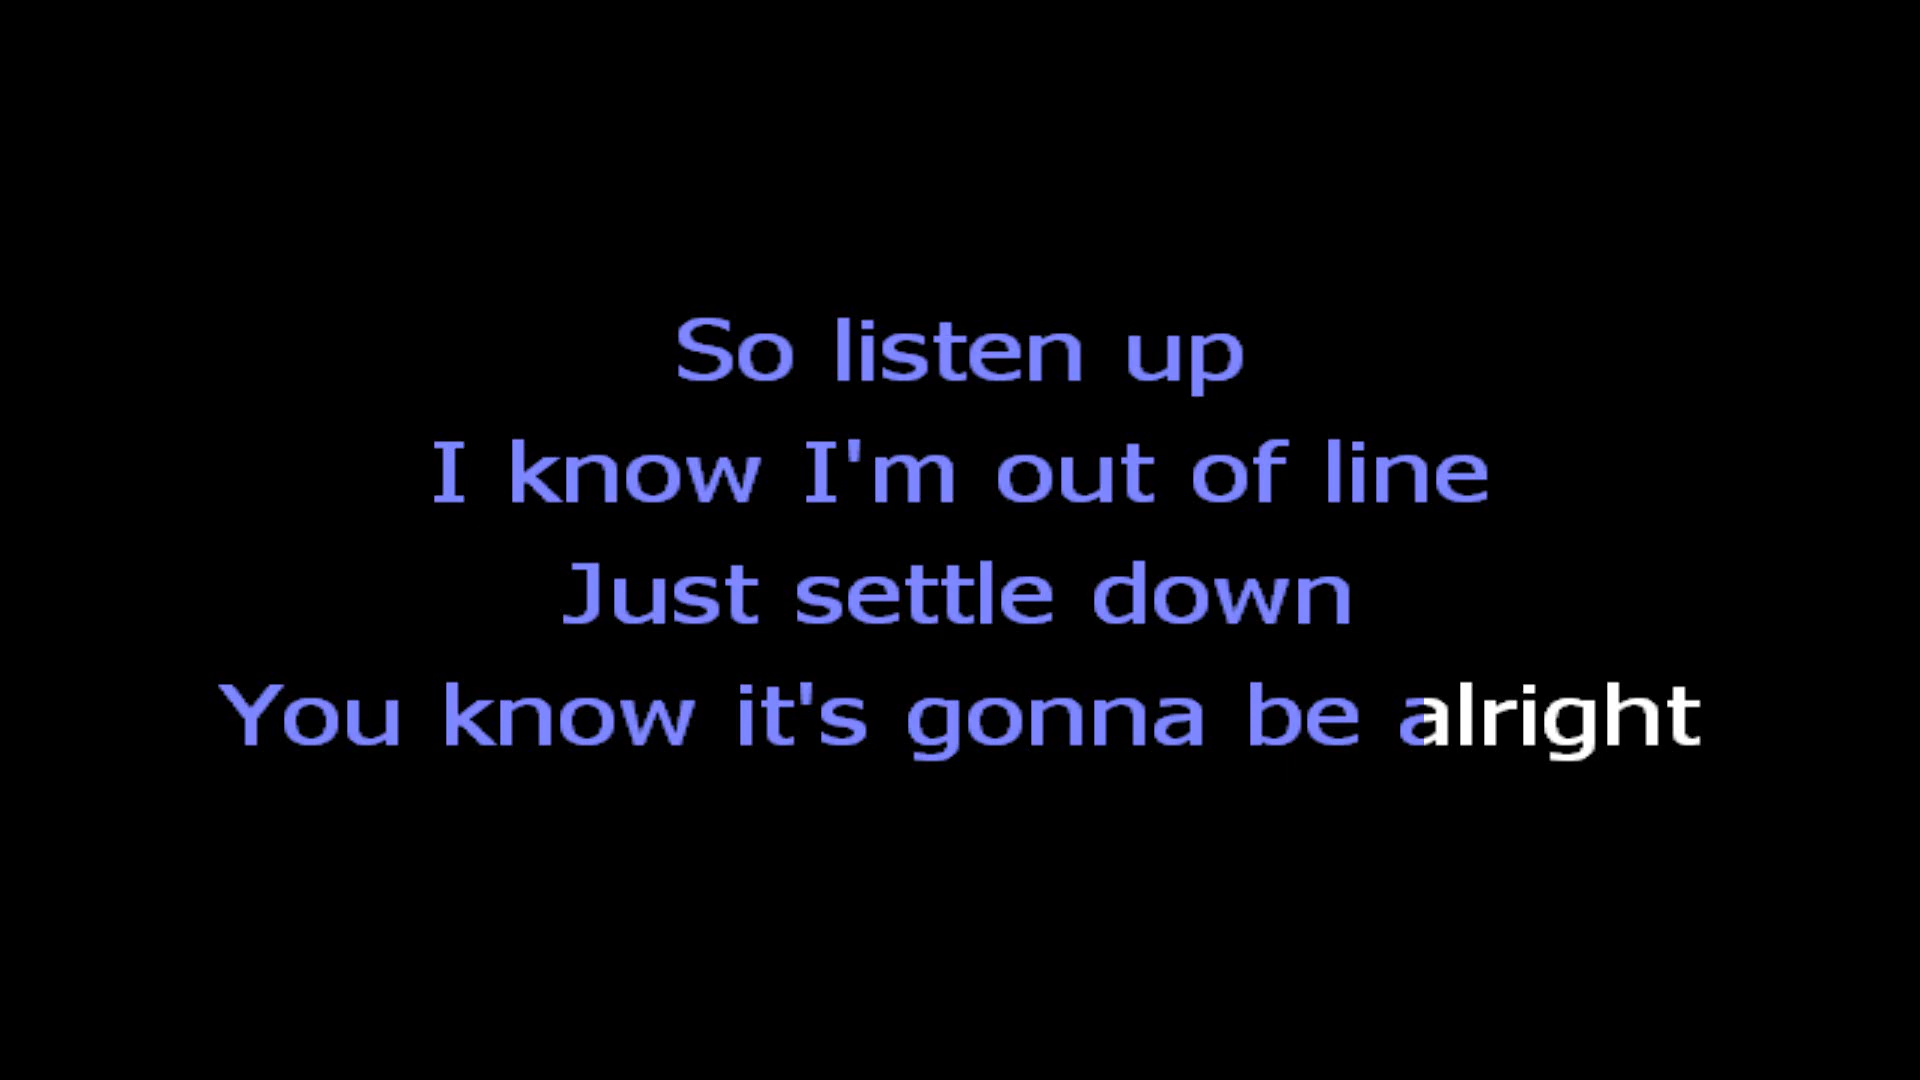 So listen up
I know I'm out of line
Just settle down
You know it's gonna be alright